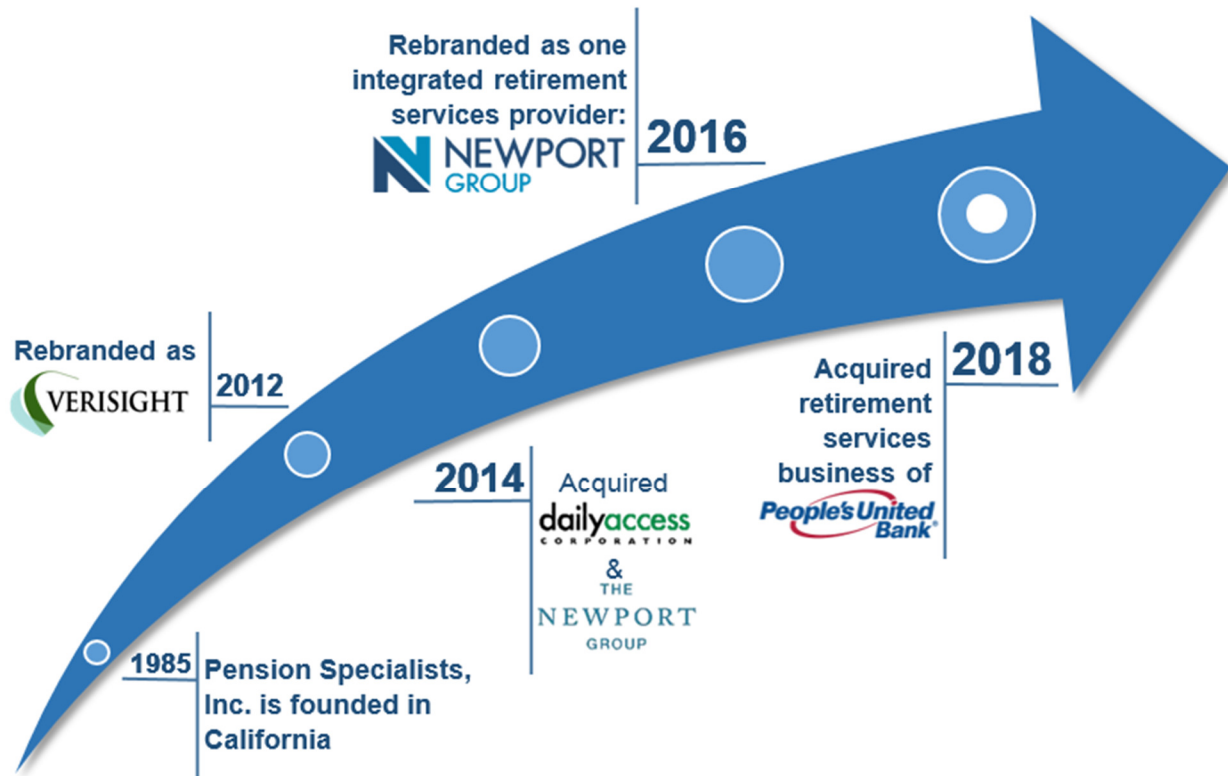 1985
Pension Specialists,
Inc. is founded in
California
Rebranded as
VERISIGHT
2012
2014
Acquired
dailyaccess
CORPORATION
&
THE
NEWPORT
GROUP
Rebranded as one
integrated retirement
services provider:
NEWPORT
GROUP
2016
2018
Acquired
retirement
services
business of
People's United
Bank®